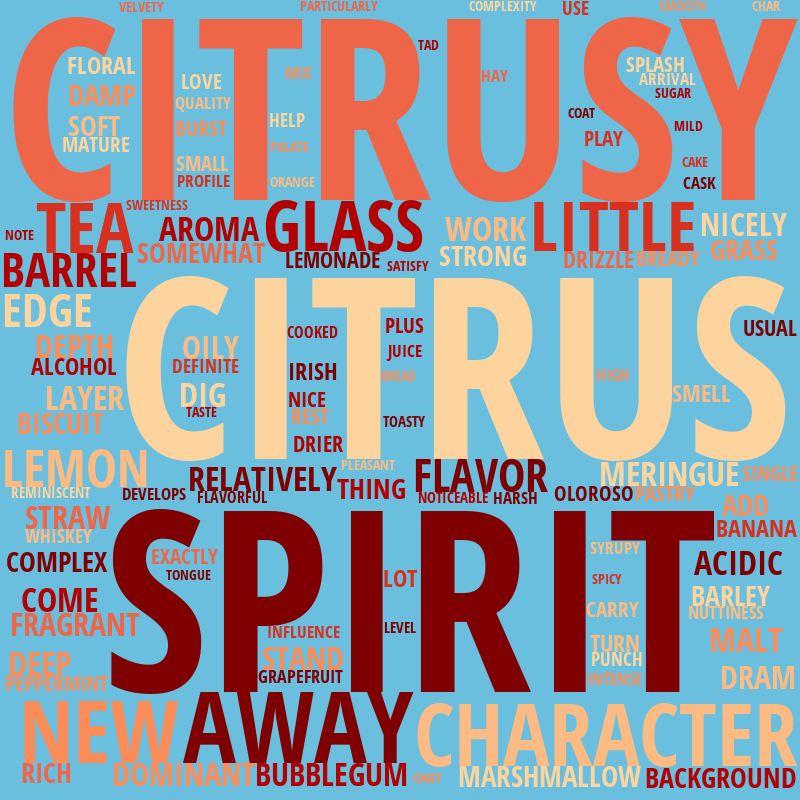 VELVETY
PARTICULARLY
COMPLEXITY
USE
SMOOTH
CHAR
CITRUSY
TAD
FLORAL
LOVE
MIX
HAY
SPLASH
ARRIVAL
SUGAR
DAMP
QUALITY
COAT
SOFT
BURST
HELP
PLAY
MILD
MATURE
PALATE
SMALL
CAKE
PROFILE
ORANGE
CASK
SWEETNESS
NOTE
TEA
AROMA
GLASS
WORK
LITTLE
NICELY
SOMEWHAT
STRONG
GRASS
BARREL
LEMONADE
SATISFY
DRIZZLE
BREADY
EDGE
CITRUS
COOKED
PLUS
USUAL
DEPTH
OILY
JUICE
ALCOHOL
DEFINITE
IRISH
BREAD
HIGH
LAYER
DIG
NICE
SMELL
TASTE
REST
BISCUIT
TOASTY
DRIER
LEMON
RELATIVELY
PLEASANT
FLAVOR
MERINGUE
SINGLE
REMINISCENT
DEVELOPS
FLAVORFUL
THING
NOTICEABLE
HARSH
OLOROSO
PASTRY
STRAW
SPIRIT
ADD
BANANA
WHISKEY
EXACTLY
SYRUPY
COMPLEX
TONGUE
LOT
SPICY
ACIDIC
COME
CARRY
BARLEY
NUTTINESS
FRAGRANT
INFLUENCE
LEVEL
TURN
MALT
DEEP
STAND
PUNCH
PEPPERMINT
GRAPEFRUIT
INTENSE
DRAM
NEW
AWAY
CHARACTER
RICH
DOMINANT
BUBBLEGUM
OAKY
MARSHMALLOW
BACKGROUND